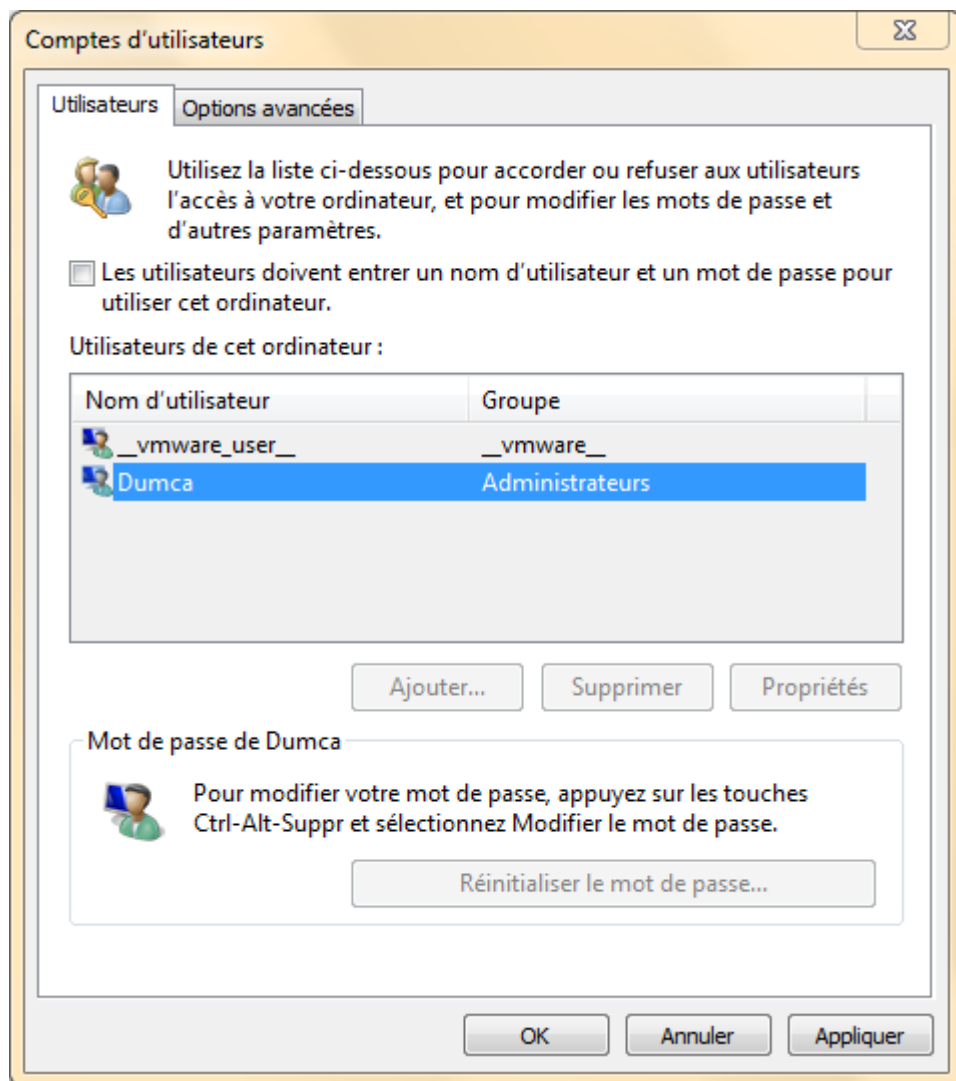 Comptes d’utilisateurs
Utilisateurs
Options avancées
Utilisez la liste ci-dessous pour accorder ou refuser aux utilisateurs
l’accès à votre ordinateur, et pour modifier les mots de passe et
d’autres paramètres.
Les utilisateurs doivent entrer un nom d’utilisateur et un mot de passe pour
utiliser cet ordinateur.
Utilisateurs de cet ordinateur :
Nom d’utilisateur Groupe
__vmware_user__ __vmware__
Dumca Administrateurs
Ajouter... Supprimer Propriétés
Mot de passe de Dumca
Pour modifier votre mot de passe, appuyez sur les touches
Ctrl-Alt-Suppr et sélectionnez Modifier le mot de passe.
Réinitialiser le mot de passe...
OK Annuler Appliquer